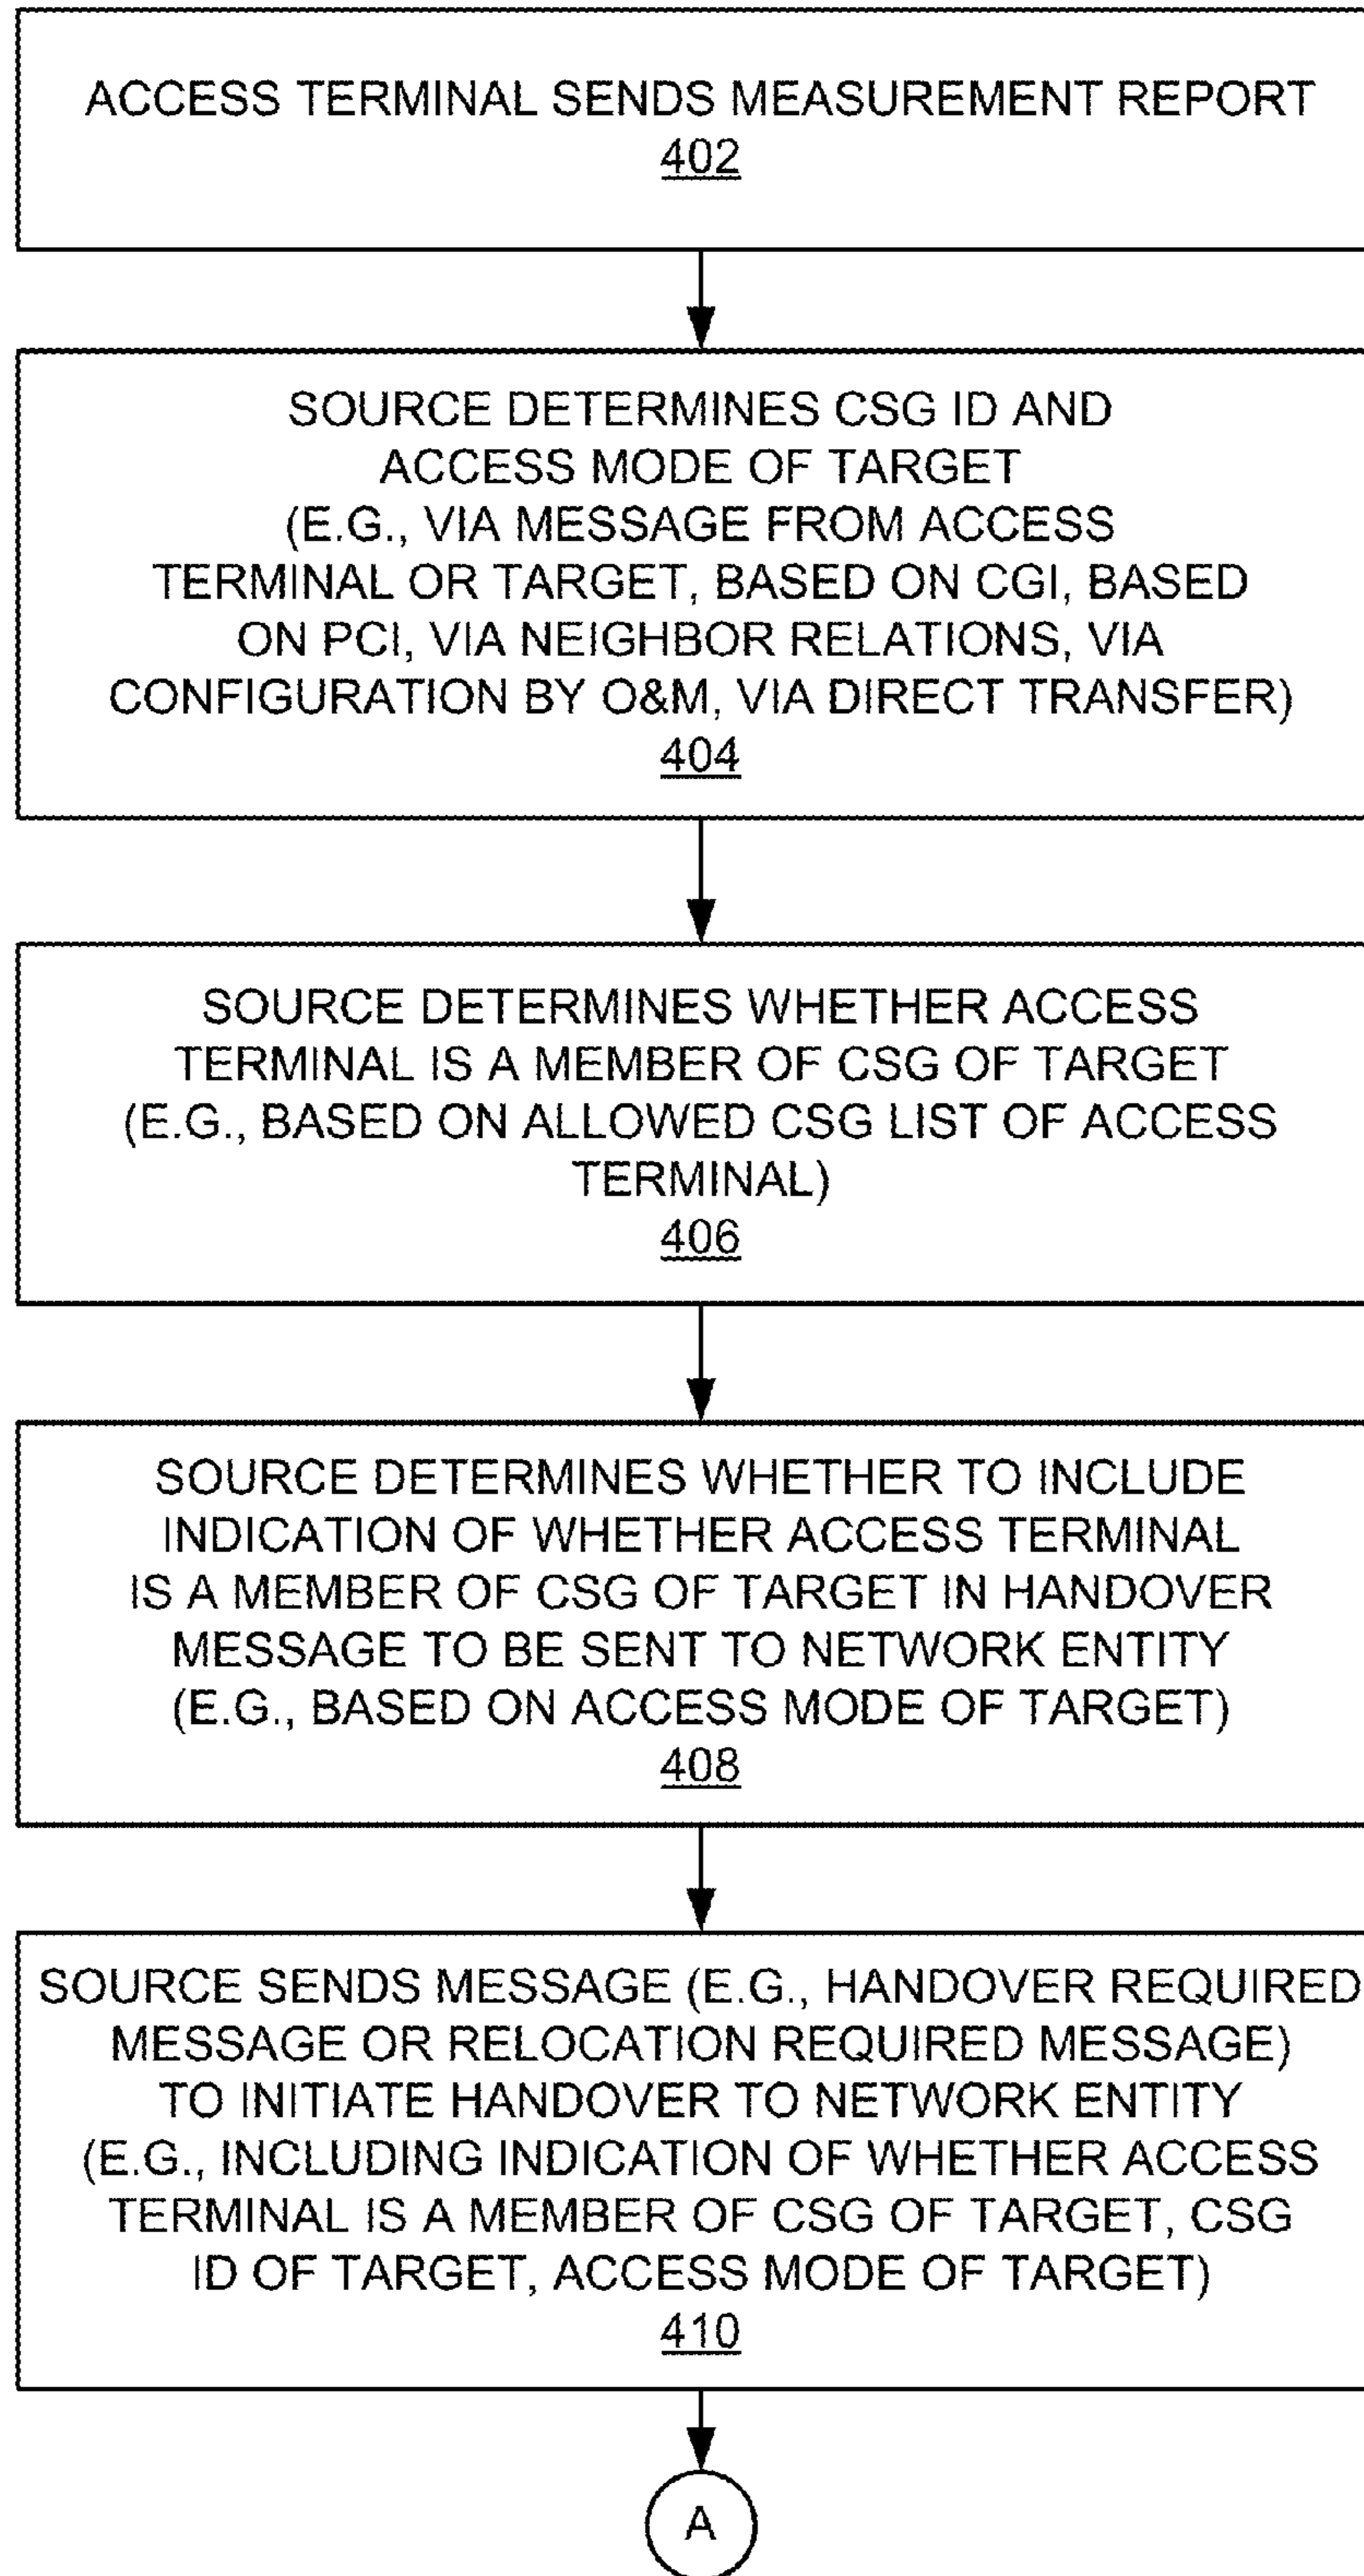 ACCESS TERMINAL SENDS MEASUREMENT REPORT
402
SOURCE DETERMINES CSG ID AND
ACCESS MODE OF TARGET
(E.G., VIA MESSAGE FROM ACCESS
TERMINAL OR TARGET, BASED ON CGI, BASED
ON PCI, VIA NEIGHBOR RELATIONS, VIA
CONFIGURATION BY O&M, VIA DIRECT TRANSFER)
404
SOURCE DETERMINES WHETHER ACCESS
TERMINAL IS A MEMBER OF CSG OF TARGET
(E.G., BASED ON ALLOWED CSG LIST OF ACCESS
TERMINAL)
406
SOURCE DETERMINES WHETHER TO INCLUDE
INDICATION OF WHETHER ACCESS TERMINAL
IS A MEMBER OF CSG OF TARGET IN HANDOVER
MESSAGE TO BE SENT TO NETWORK ENTITY
(E.G., BASED ON ACCESS MODE OF TARGET)
408
SOURCE SENDS MESSAGE (E.G., HANDOVER REQUIRED
MESSAGE OR RELOCATION REQUIRED MESSAGE)
TO INITIATE HANDOVER TO NETWORK ENTITY
(E.G., INCLUDING INDICATION OF WHETHER ACCESS
TERMINAL IS A MEMBER OF CSG OF TARGET, CSG
ID OF TARGET, ACCESS MODE OF TARGET)
410
A